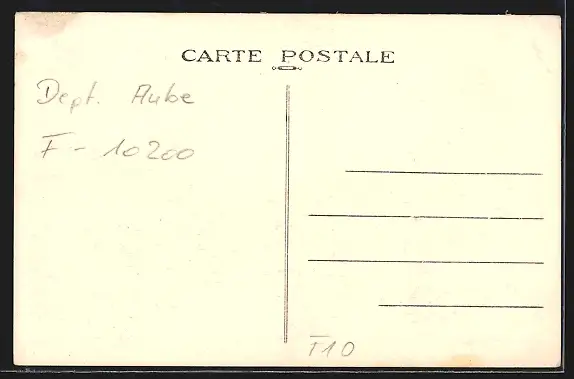 CARTE POSTALE
Dept. Aube
F - 10200
T10